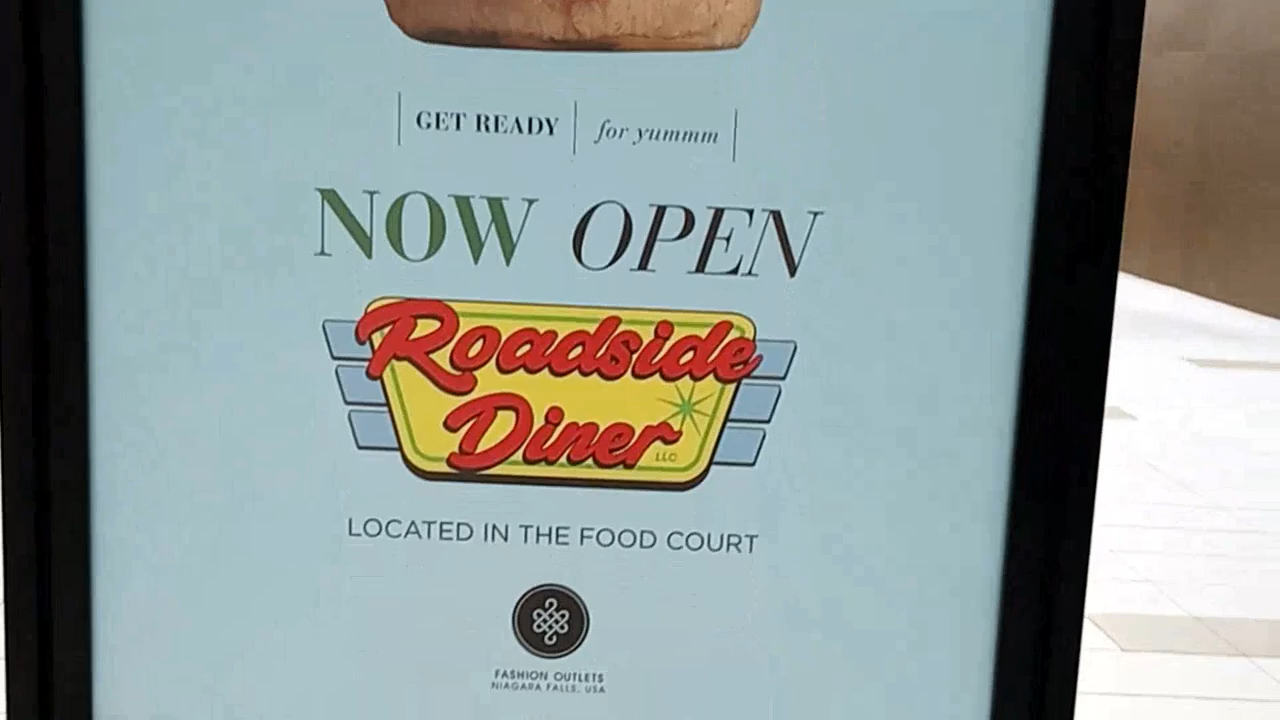 GET READY for yummm
NOW OPEN
Roadside
Diner
LLC
LOCATED IN THE FOOD COURT
FASHION OUTLETS
NIAGARA FALLS, USA